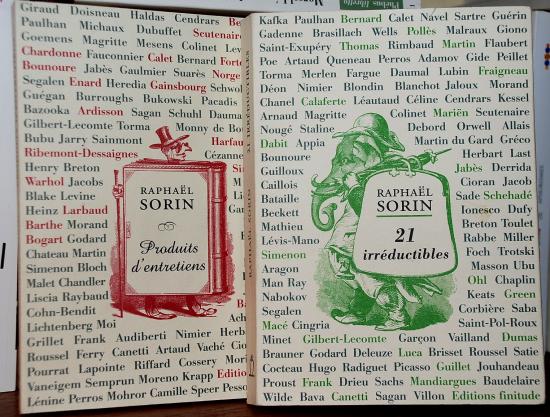 Giraud Doisneau Haldas Cendrars
Paulhan Michaux Dubuffet Scutenaire
Goemens Magritte Mesens Colinet
Chardonne Fauconnier Calet Bernard
Bounoure Jabès Gaulmier Suarès Norge
Segalen Enard Heredia Gainsbourg
Guégan Burroughs Bukowski Pacadis
Bazooka Ardisson Sagan Schuhl
Gilbert-Lecomte Torma Monny de
Bubu Jarry Sainmont
Ribemont-Dessaignes
Henry Breton
Warhol Jacobs
Blake Levine
Heinz Larbaud
Barthe Morand
Bogart Godard
Chateau Martin
Simenon Bloch
Malet Chandler
Liscia Raybaud
Cohn-Bendit
Lichtenberg Moi
Grillet Frank Audiberti Nimier
Roussel Ferry Canetti Artaud Vaché
Pourrat Lapointe Riffard Cossery
Vaneigem Semprun Moreno Krapp
Lénine Perros Mohror Camille Speer
RAPHAËL
SORIN
Produits
d'entretiens
RAPHAËL SORIN 21 IRRÉDUCTIBLES
Kafka Paulhan Bernard Calet Navel Sartre Guérin
Gadenne Brasillach Wells Pollès Malraux Giono
Saint-Exupéry Thomas Rimbaud Martin Flaubert
Poe Artaud Queneau Perros Adamov Gide Peillet
Torma Merlen Fargue Daumal Lubin Fraigneau
Déon Nimier Blondin Blanchot Jaloux Morand
Chanel Calaferte Léautaud Céline Cendrars Kessel
Arnaud Magritte Colinet Mariën Scutenaire
Nougé Staline Debord Orwell Allais
Dabit Appia Martin du Gard Gréco
Bounoure Herbart Last
Guilloux Jabès Derrida
Caillois Cioran Jacob
Bataille Sade Schehadé
Beckett Ionesco Dufy
Mathieu Breton Toulet
Lévis-Mano Rabbe Miller
Simenon Foch Trotski
Aragon Masson Ubu
Man Ray Ohl Chaplin
Nabokov Keats Green
Segalen Corbière Saba
Macé Cingria Saint-Pol-Roux
Minet Gilbert-Lecomte Garçon Vailland Dumas
Brauner Godard Deleuze Luca Brisset Roussel Satie
Cocteau Hugo Radiguet Picasso Guillet Jouhandeau
Proust Frank Drieu Sachs Mandiargues Baudelaire
Wilde Bava Canetti Sagan Villon Editions finitude
RAPHAËL
SORIN
21
irréductibles